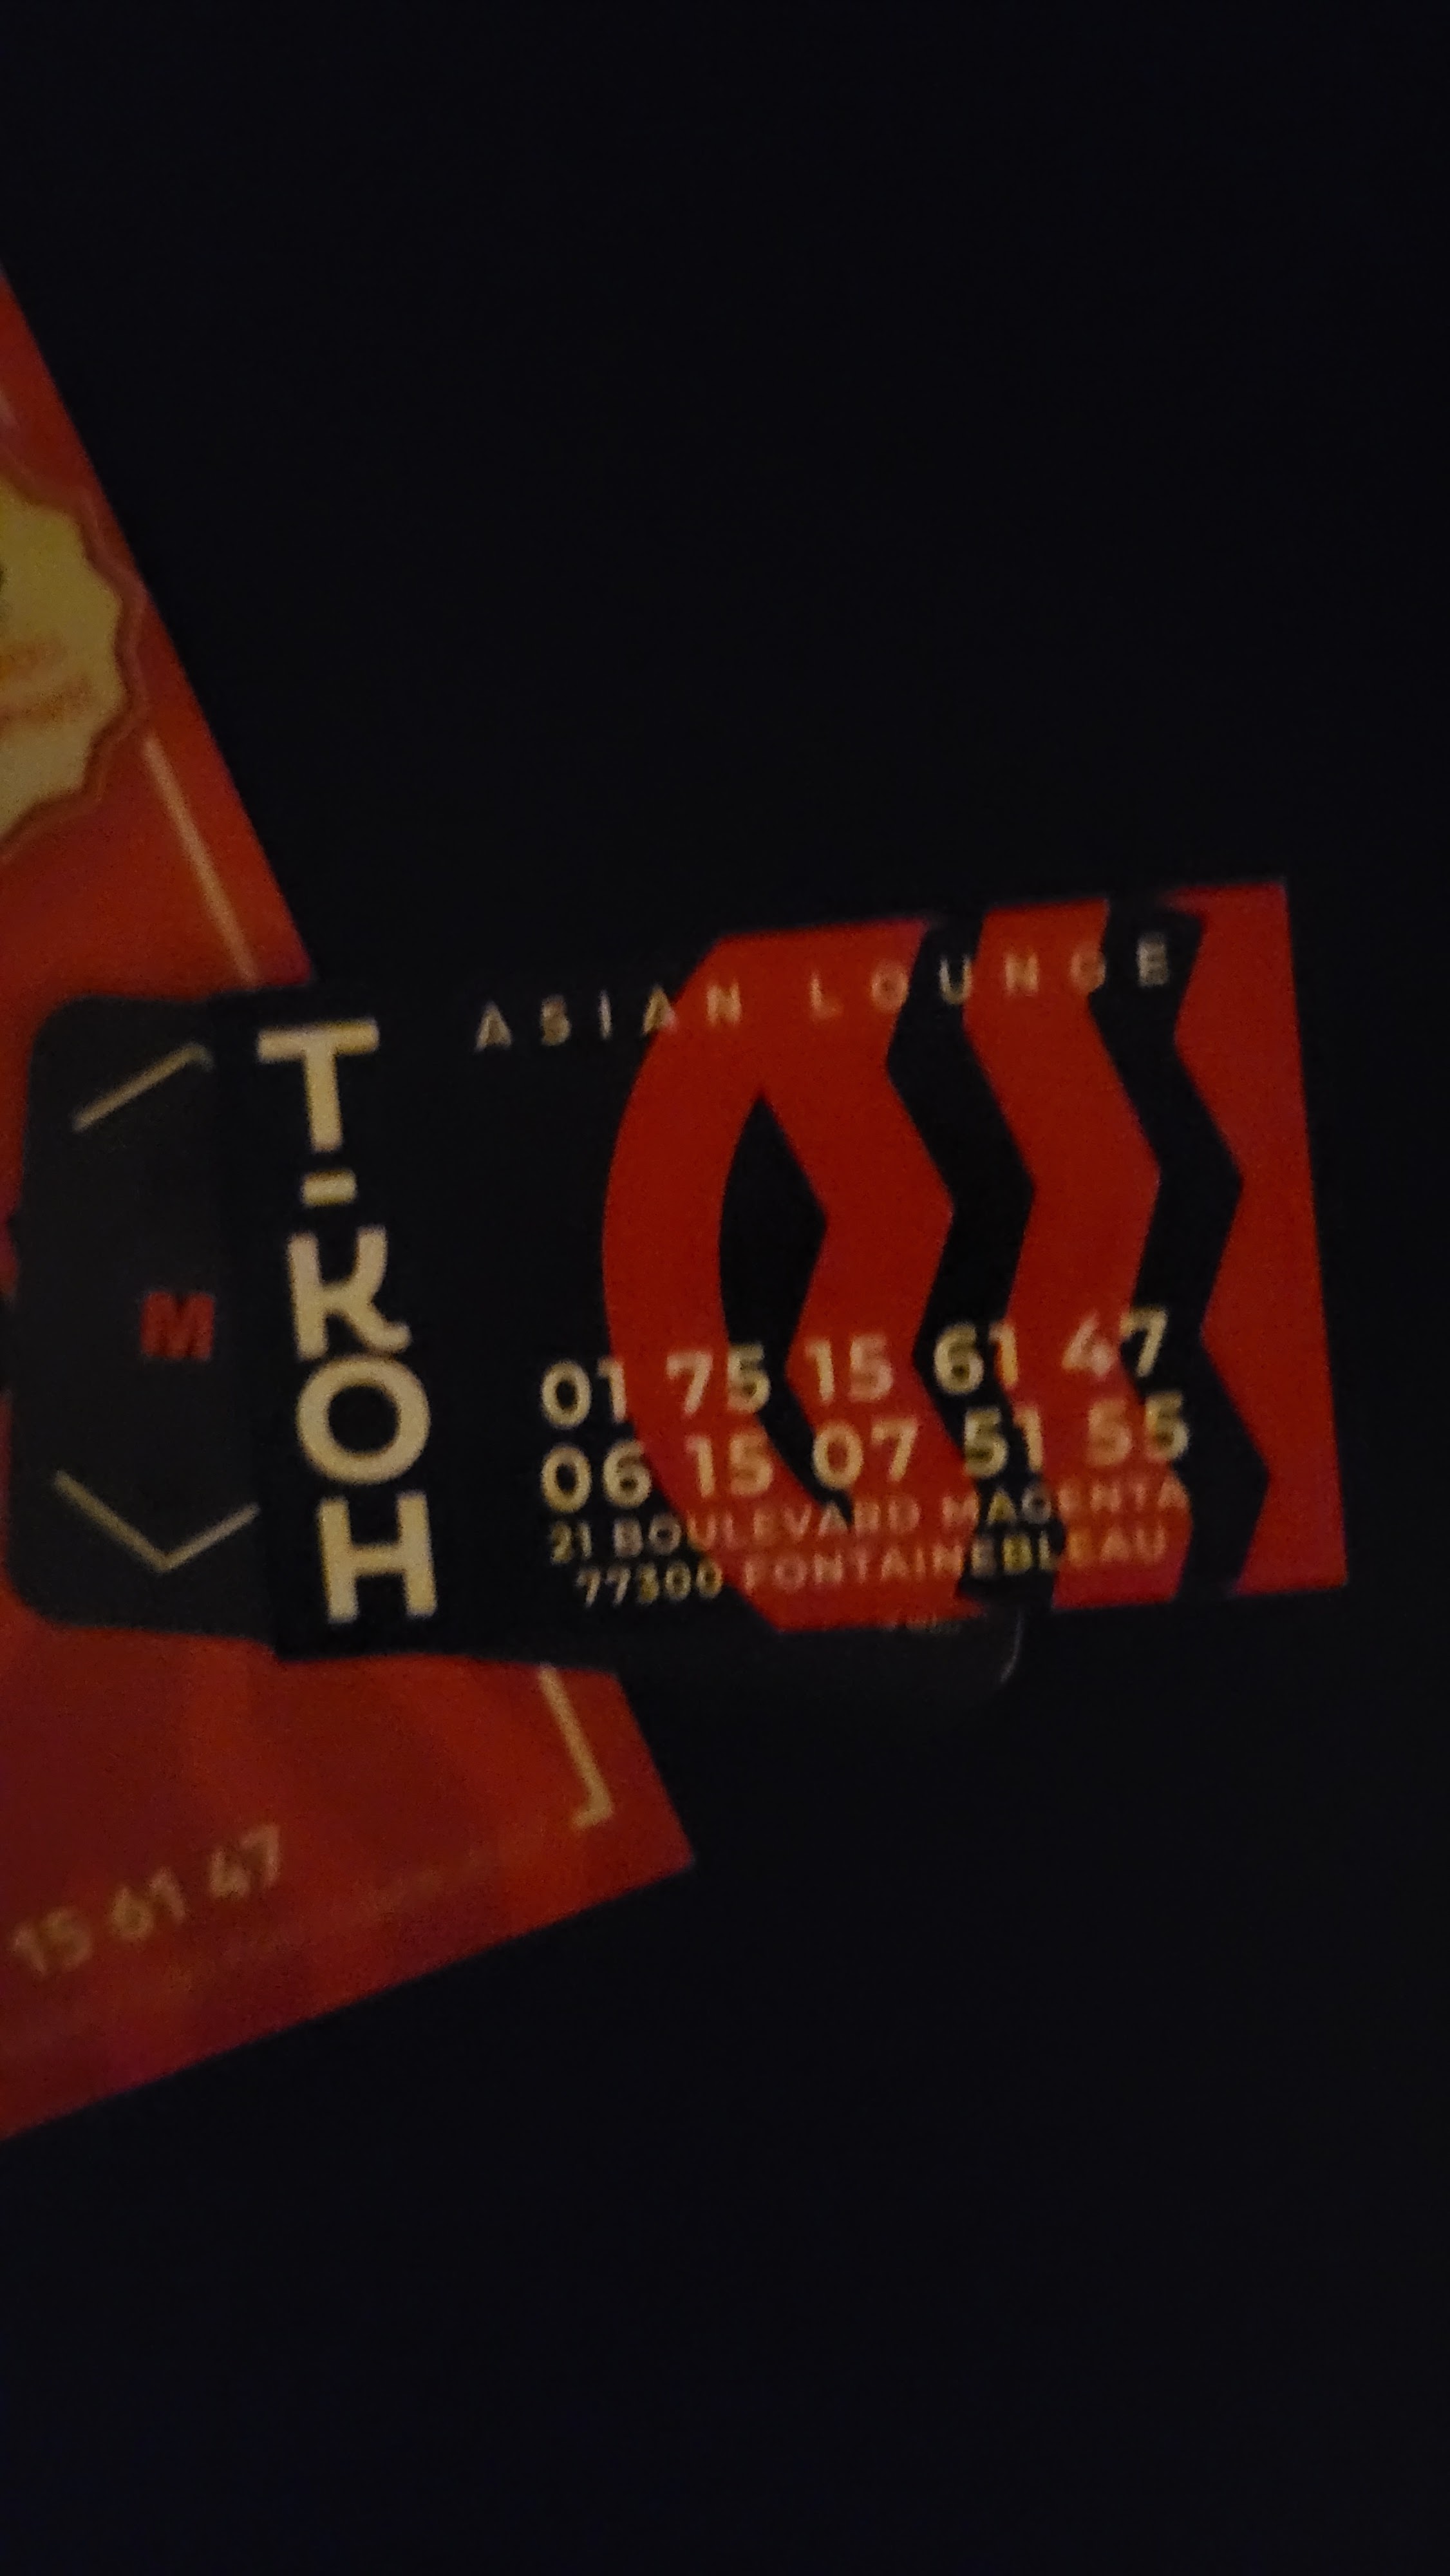 ASIAN LOUNGE
T-KOH
M
01 75 15 61 47
06 15 07 51 55
21 BOULEVARD MAGENTA
77300 FONTAINEBLEAU
15 61 47